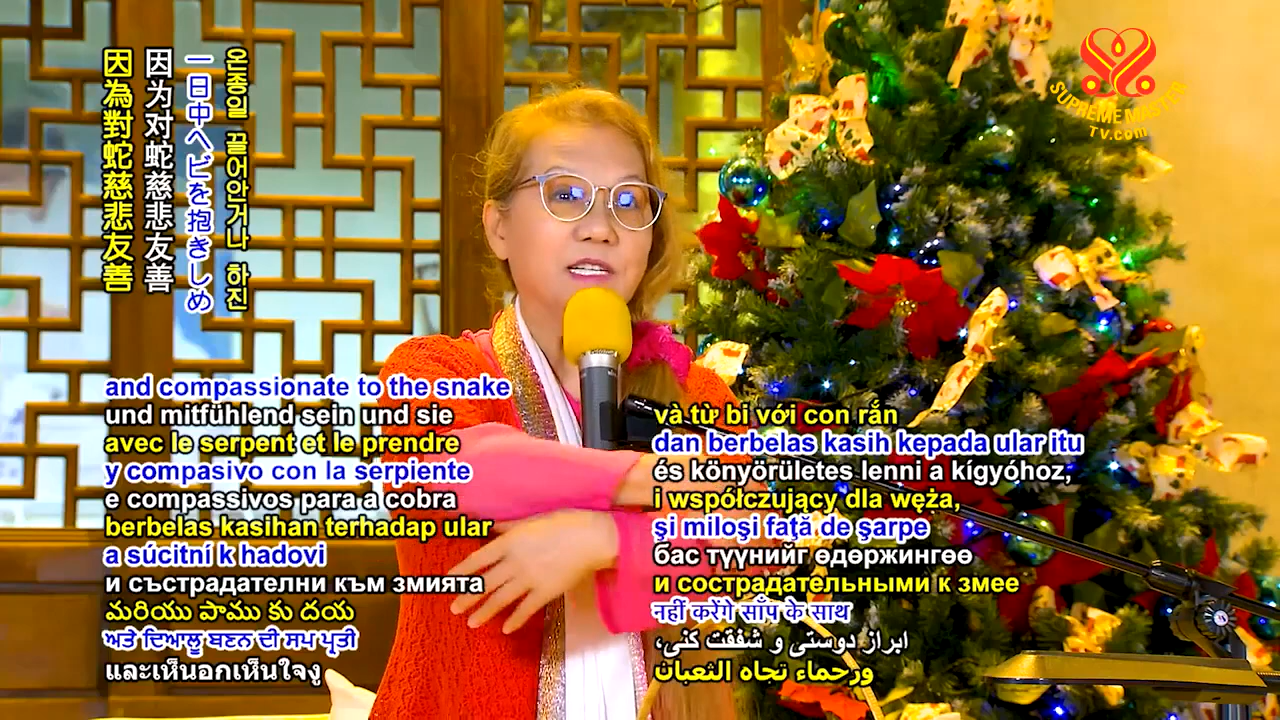 온종일 끌어안거나 하진
一日中ヘビを抱きしめ
因为对蛇慈悲友善
因為對蛇慈悲友善
SUPREME MASTER
TV.com
and compassionate to the snake
und mitfühlend sein und sie
avec le serpent et le prendre
y compasivo con la serpiente
e compassivos para a cobra
berbelas kasihan terhadap ular
a súcitní k hadovi
и състрадателни към змията
మరియు పాము కు దయ
ਅਤੇ ਦਿਆਲੂ ਬਣਨ ਦੀ ਸਪ ਪ੍ਰਤੀ
และเห็นอกเห็นใจงู
và từ bi với con rắn
dan berbelas kasih kepada ular itu
és könyörületes lenni a kígyóhoz,
i współczujący dla węża,
şi miloşi faţă de şarpe
бас түүнийг өдөржингөө
и сострадательными к змее
नहीं करेंगे साँप के साथ
ابراز دوستی و شفقت کنی،
ورحماء تجاه الثعبان